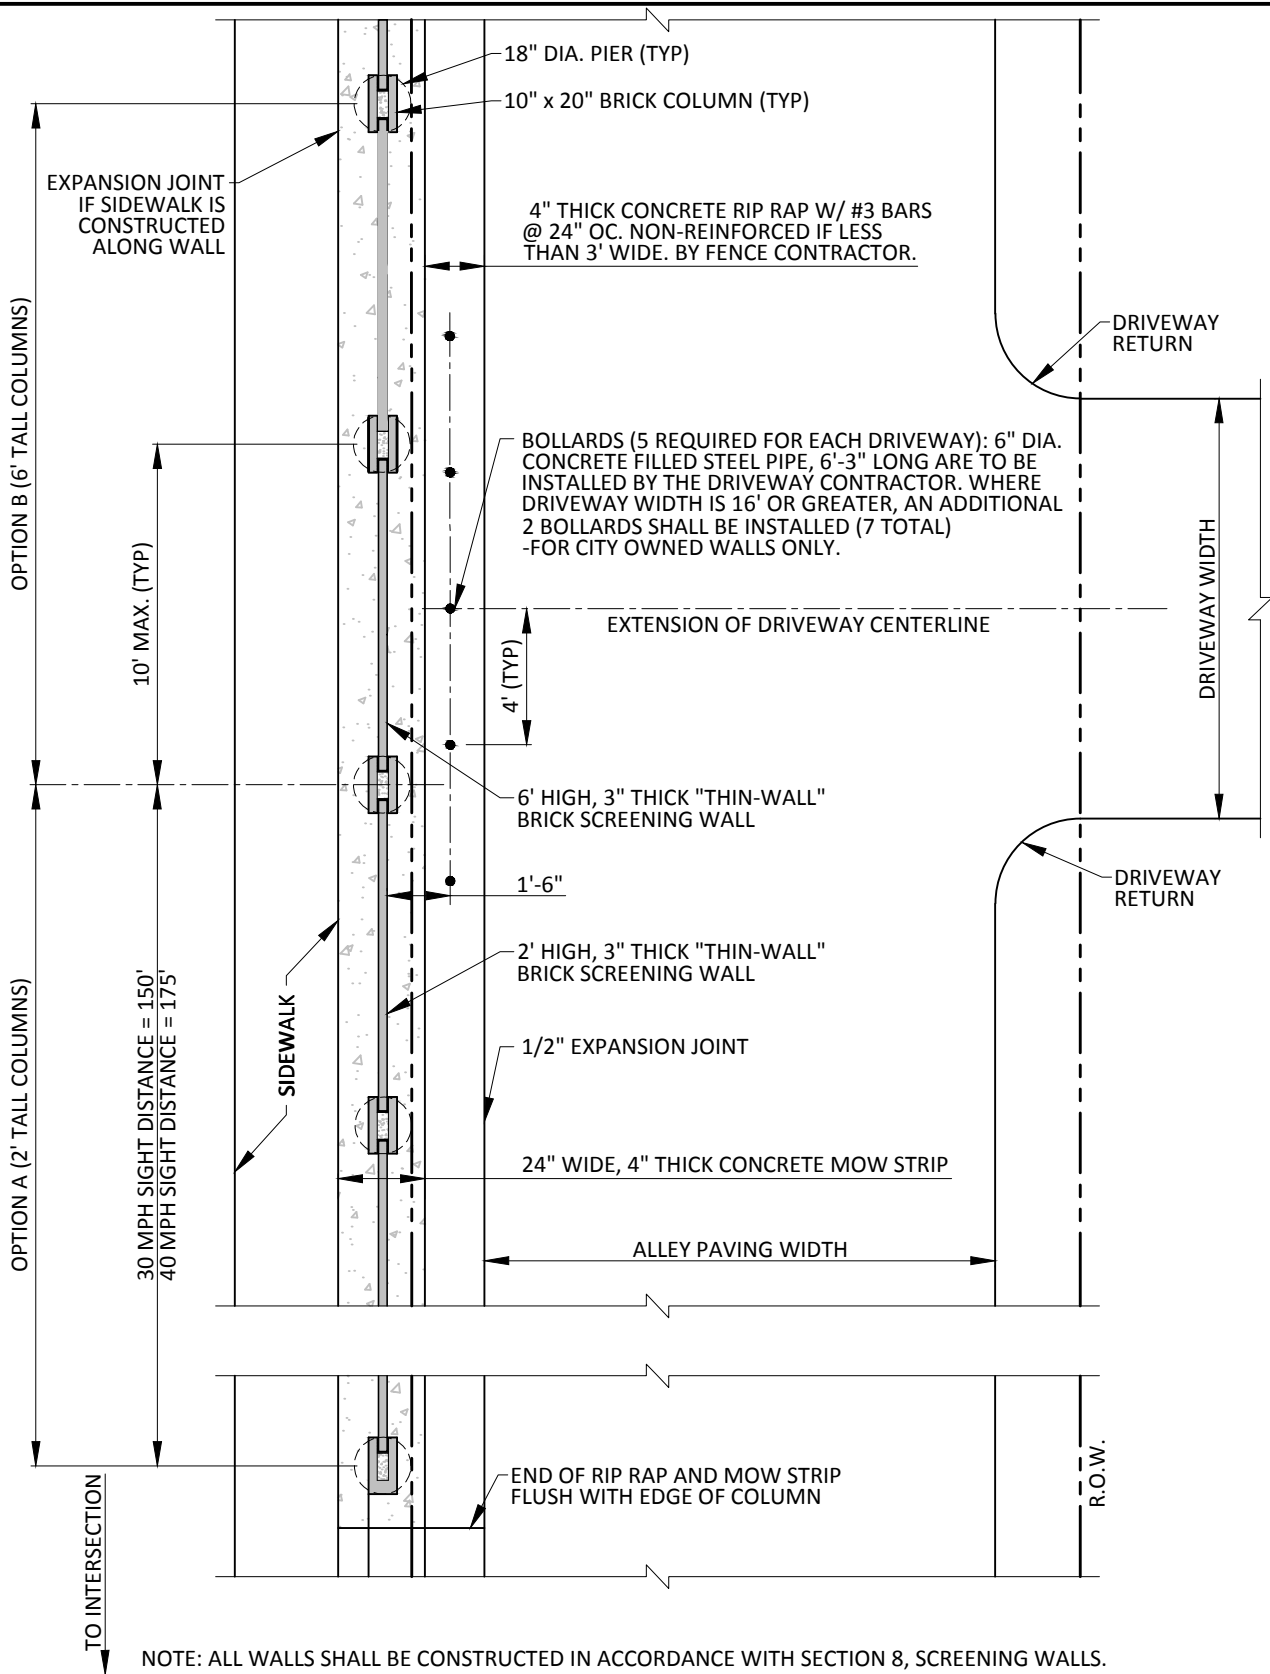 18" DIA. PIER (TYP)
10" x 20" BRICK COLUMN (TYP)
EXPANSION JOINT
IF SIDEWALK IS
CONSTRUCTED
ALONG WALL
4" THICK CONCRETE RIP RAP W/ #3 BARS
@ 24" OC. NON-REINFORCED IF LESS
THAN 3' WIDE. BY FENCE CONTRACTOR.
DRIVEWAY
RETURN
OPTION B (6' TALL COLUMNS)
10' MAX. (TYP)
BOLLARDS (5 REQUIRED FOR EACH DRIVEWAY): 6" DIA.
CONCRETE FILLED STEEL PIPE, 6'-3" LONG ARE TO BE
INSTALLED BY THE DRIVEWAY CONTRACTOR. WHERE
DRIVEWAY WIDTH IS 16' OR GREATER, AN ADDITIONAL
2 BOLLARDS SHALL BE INSTALLED (7 TOTAL)
-FOR CITY OWNED WALLS ONLY.
DRIVEWAY WIDTH
EXTENSION OF DRIVEWAY CENTERLINE
4' (TYP)
6' HIGH, 3" THICK "THIN-WALL"
BRICK SCREENING WALL
1'-6"
DRIVEWAY
RETURN
2' HIGH, 3" THICK "THIN-WALL"
BRICK SCREENING WALL
OPTION A (2' TALL COLUMNS)
30 MPH SIGHT DISTANCE = 150'
40 MPH SIGHT DISTANCE = 175'
SIDEWALK
1/2" EXPANSION JOINT
24" WIDE, 4" THICK CONCRETE MOW STRIP
ALLEY PAVING WIDTH
END OF RIP RAP AND MOW STRIP
FLUSH WITH EDGE OF COLUMN
R.O.W.
TO INTERSECTION
NOTE: ALL WALLS SHALL BE CONSTRUCTED IN ACCORDANCE WITH SECTION 8, SCREENING WALLS.